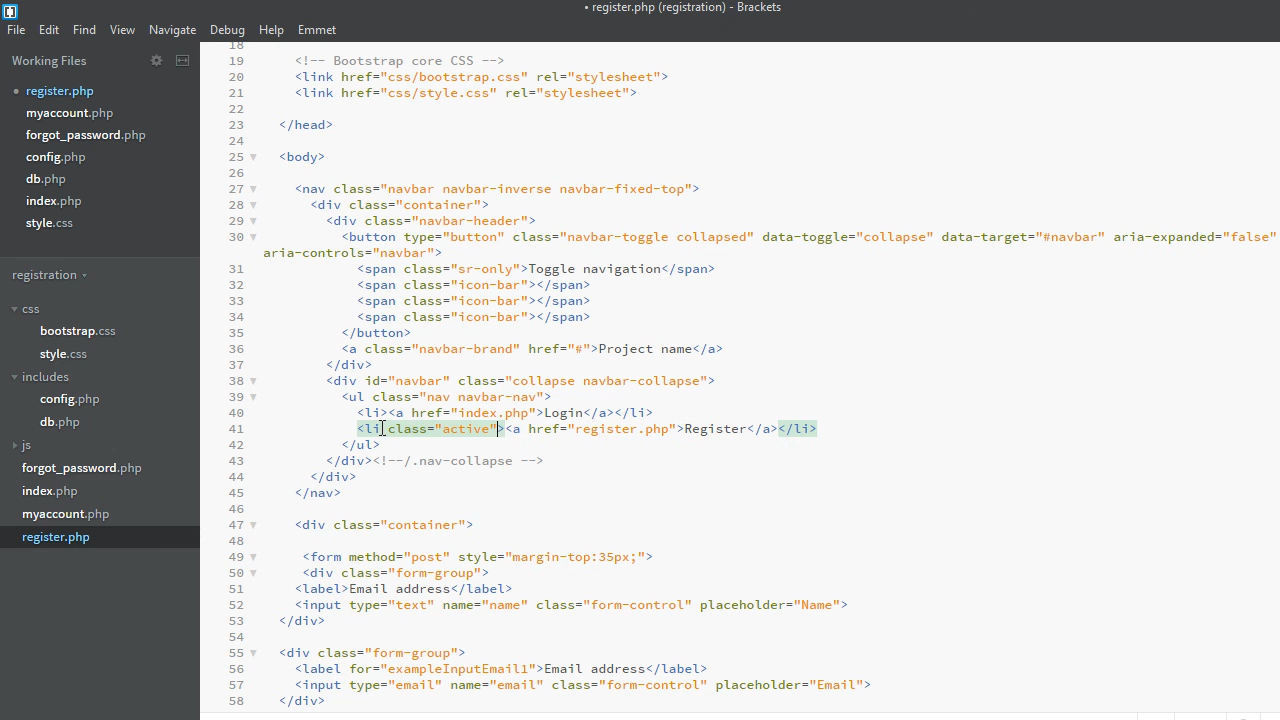 • register.php (registration) - Brackets
File Edit Find View Navigate Debug Help Emmet
Working Files
• register.php
myaccount.php
forgot_password.php
config.php
db.php
index.php
style.css
registration
css
bootstrap.css
style.css
includes
config.php
db.php
js
forgot_password.php
index.php
myaccount.php
register.php
18
19 <!-- Bootstrap core CSS -->
20 <link href="css/bootstrap.css" rel="stylesheet">
21 <link href="css/style.css" rel="stylesheet">
22
23 </head>
24
25 <body>
26
27 <nav class="navbar navbar-inverse navbar-fixed-top">
28 <div class="container">
29 <div class="navbar-header">
30 <button type="button" class="navbar-toggle collapsed" data-toggle="collapse" data-target="#navbar" aria-expanded="false"
aria-controls="navbar">
31 <span class="sr-only">Toggle navigation</span>
32 <span class="icon-bar"></span>
33 <span class="icon-bar"></span>
34 <span class="icon-bar"></span>
35 </button>
36 <a class="navbar-brand" href="#">Project name</a>
37 </div>
38 <div id="navbar" class="collapse navbar-collapse">
39 <ul class="nav navbar-nav">
40 <li><a href="index.php">Login</a></li>
41 <li class="active"><a href="register.php">Register</a></li>
42 </ul>
43 </div><!--/.nav-collapse -->
44 </div>
45 </nav>
46
47 <div class="container">
48
49 <form method="post" style="margin-top:35px;">
50 <div class="form-group">
51 <label>Email address</label>
52 <input type="text" name="name" class="form-control" placeholder="Name">
53 </div>
54
55 <div class="form-group">
56 <label for="exampleInputEmail1">Email address</label>
57 <input type="email" name="email" class="form-control" placeholder="Email">
58 </div>